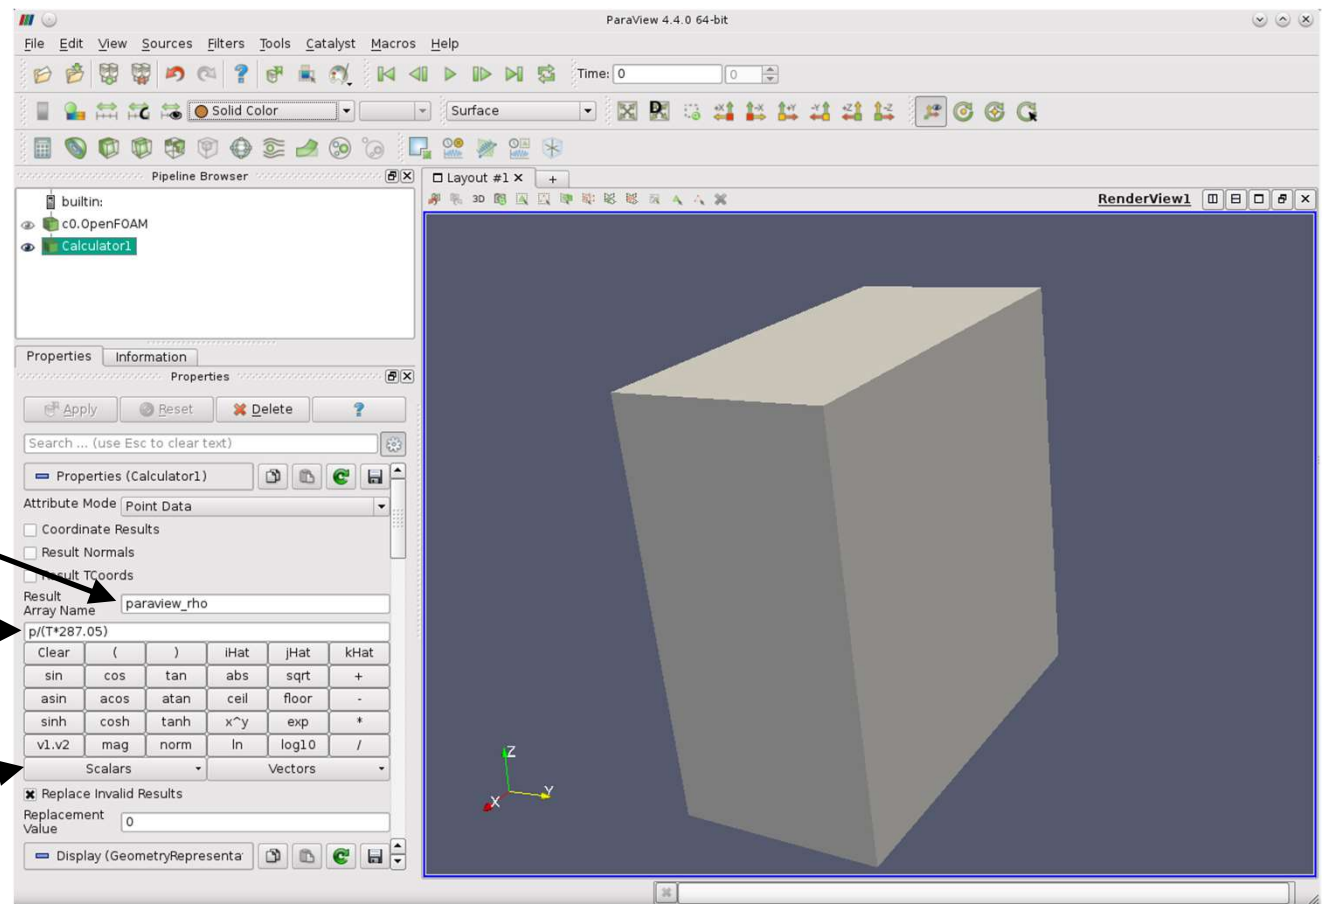 ParaView 4.4.0 64-bit
File Edit View Sources Filters Tools Catalyst Macros Help
Time: 0 0
Solid Color Surface
Pipeline Browser
builtin:
c0.OpenFOAM
Calculator1
Layout #1
3D
RenderView1
Properties Information
Properties
Apply Reset Delete ?
Search ... (use Esc to clear text)
Properties (Calculator1)
Attribute Mode Point Data
Coordinate Results
Result Normals
Result TCoords
Result
Array Name
paraview_rho
p/(T*287.05)
Clear ( ) iHat jHat kHat
sin cos tan abs sqrt +
asin acos atan ceil floor -
sinh cosh tanh x^y exp *
v1.v2 mag norm ln log10 /
Scalars Vectors
Replace Invalid Results
Replacement
Value
0
Display (GeometryRepresenta
Z
Y
X